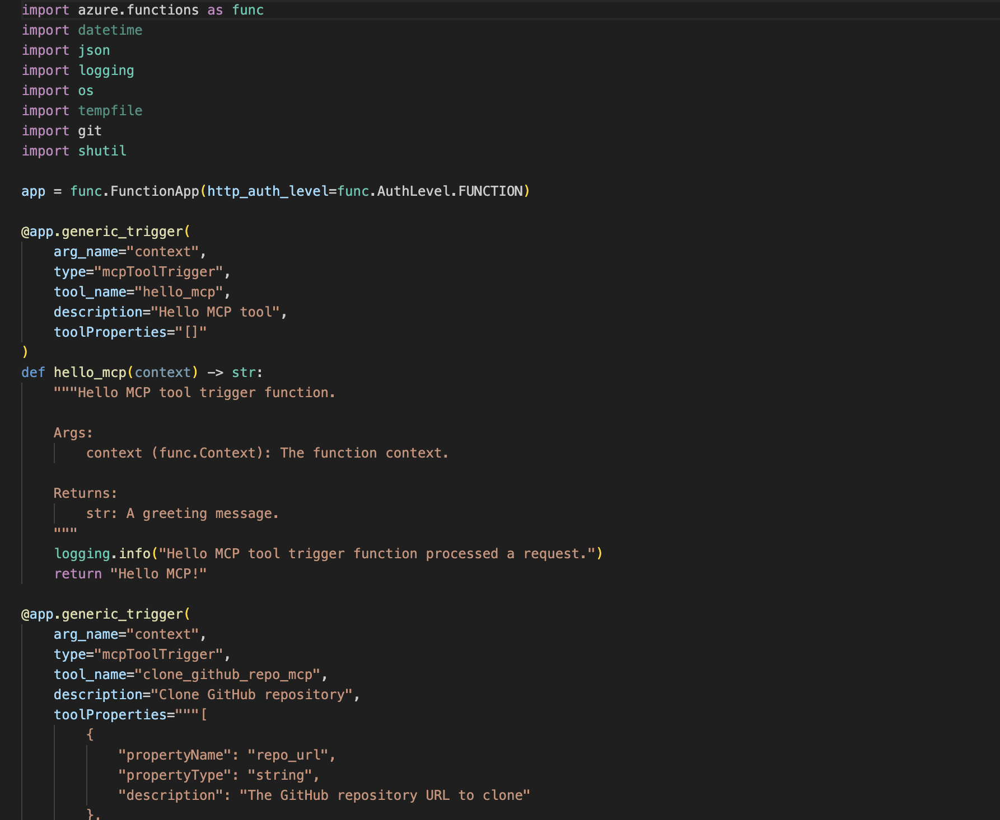 import azure.functions as func
import datetime
import json
import logging
import os
import tempfile
import git
import shutil

app = func.FunctionApp(http_auth_level=func.AuthLevel.FUNCTION)

@app.generic_trigger(
    arg_name="context",
    type="mcpToolTrigger",
    tool_name="hello_mcp",
    description="Hello MCP tool",
    toolProperties="[]"
)
def hello_mcp(context) -> str:
    """Hello MCP tool trigger function.

    Args:
        context (func.Context): The function context.

    Returns:
        str: A greeting message.
    """
    logging.info("Hello MCP tool trigger function processed a request.")
    return "Hello MCP!"

@app.generic_trigger(
    arg_name="context",
    type="mcpToolTrigger",
    tool_name="clone_github_repo_mcp",
    description="Clone GitHub repository",
    toolProperties="""[
        {
            "propertyName": "repo_url",
            "propertyType": "string",
            "description": "The GitHub repository URL to clone"
        },